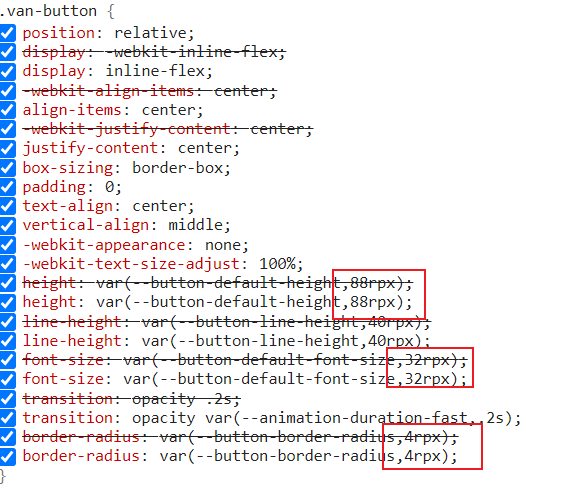 .van-button {
position: relative;
display: -webkit-inline-flex;
display: inline-flex;
-webkit-align-items: center;
align-items: center;
-webkit-justify-content: center;
justify-content: center;
box-sizing: border-box;
padding: 0;
text-align: center;
vertical-align: middle;
-webkit-appearance: none;
-webkit-text-size-adjust: 100%;
height: var(--button-default-height,88rpx);
height: var(--button-default-height,88rpx);
line-height: var(--button-line-height,40rpx);
line-height: var(--button-line-height,40rpx);
font-size: var(--button-default-font-size,32rpx);
font-size: var(--button-default-font-size,32rpx);
transition: opacity .2s;
transition: opacity var(--animation-duration-fast,.2s);
border-radius: var(--button-border-radius,4rpx);
border-radius: var(--button-border-radius,4rpx);
}